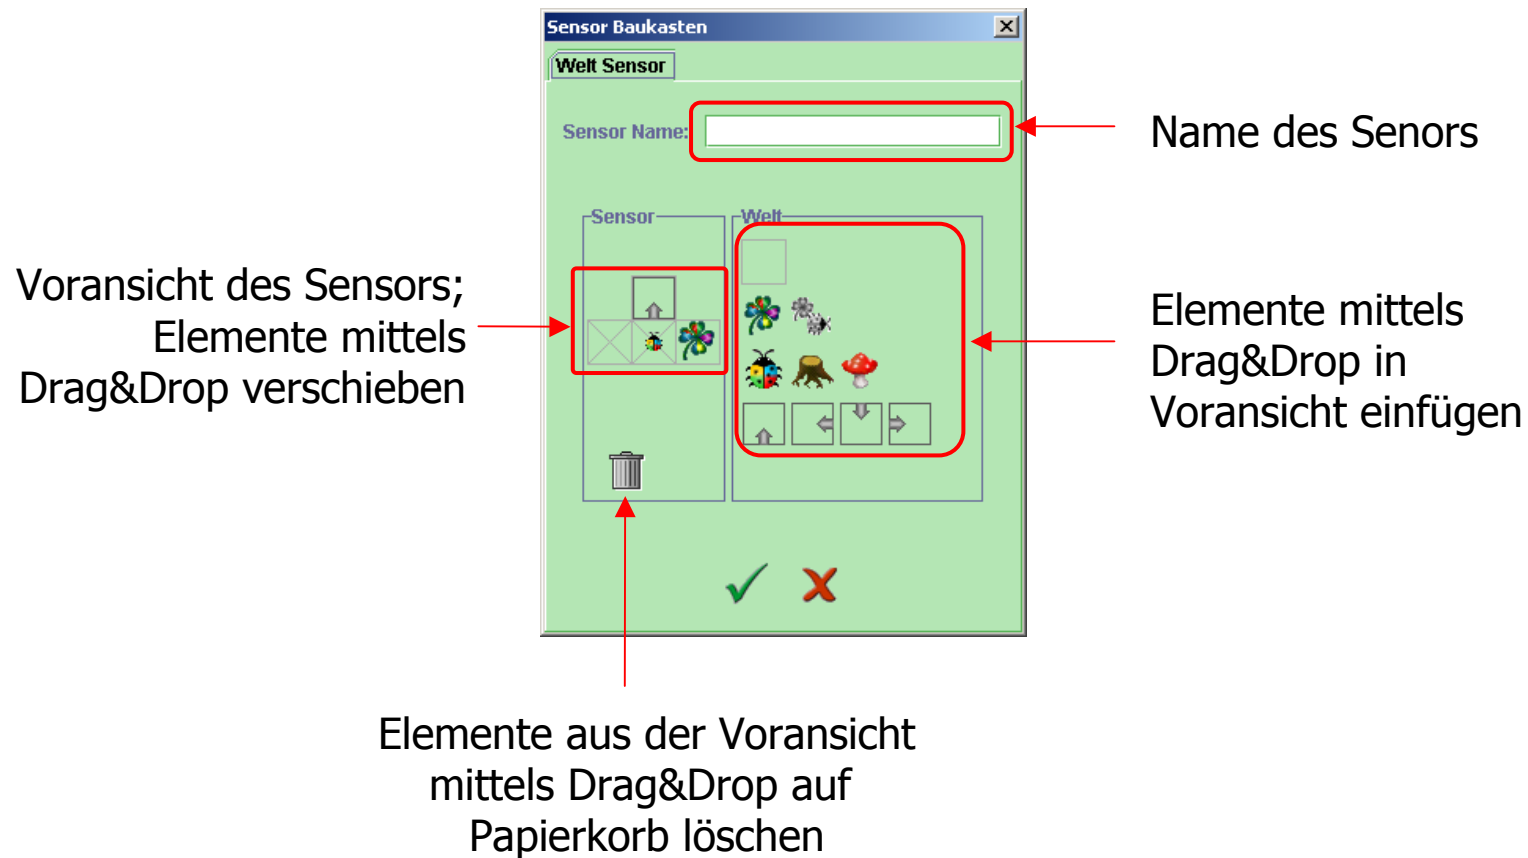 Sensor Baukasten
Welt Sensor
Sensor Name:
Name des Senors
Sensor
Welt
Voransicht des Sensors;
Elemente mittels
Drag&Drop verschieben
Elemente mittels
Drag&Drop in
Voransicht einfügen
Elemente aus der Voransicht
mittels Drag&Drop auf
Papierkorb löschen